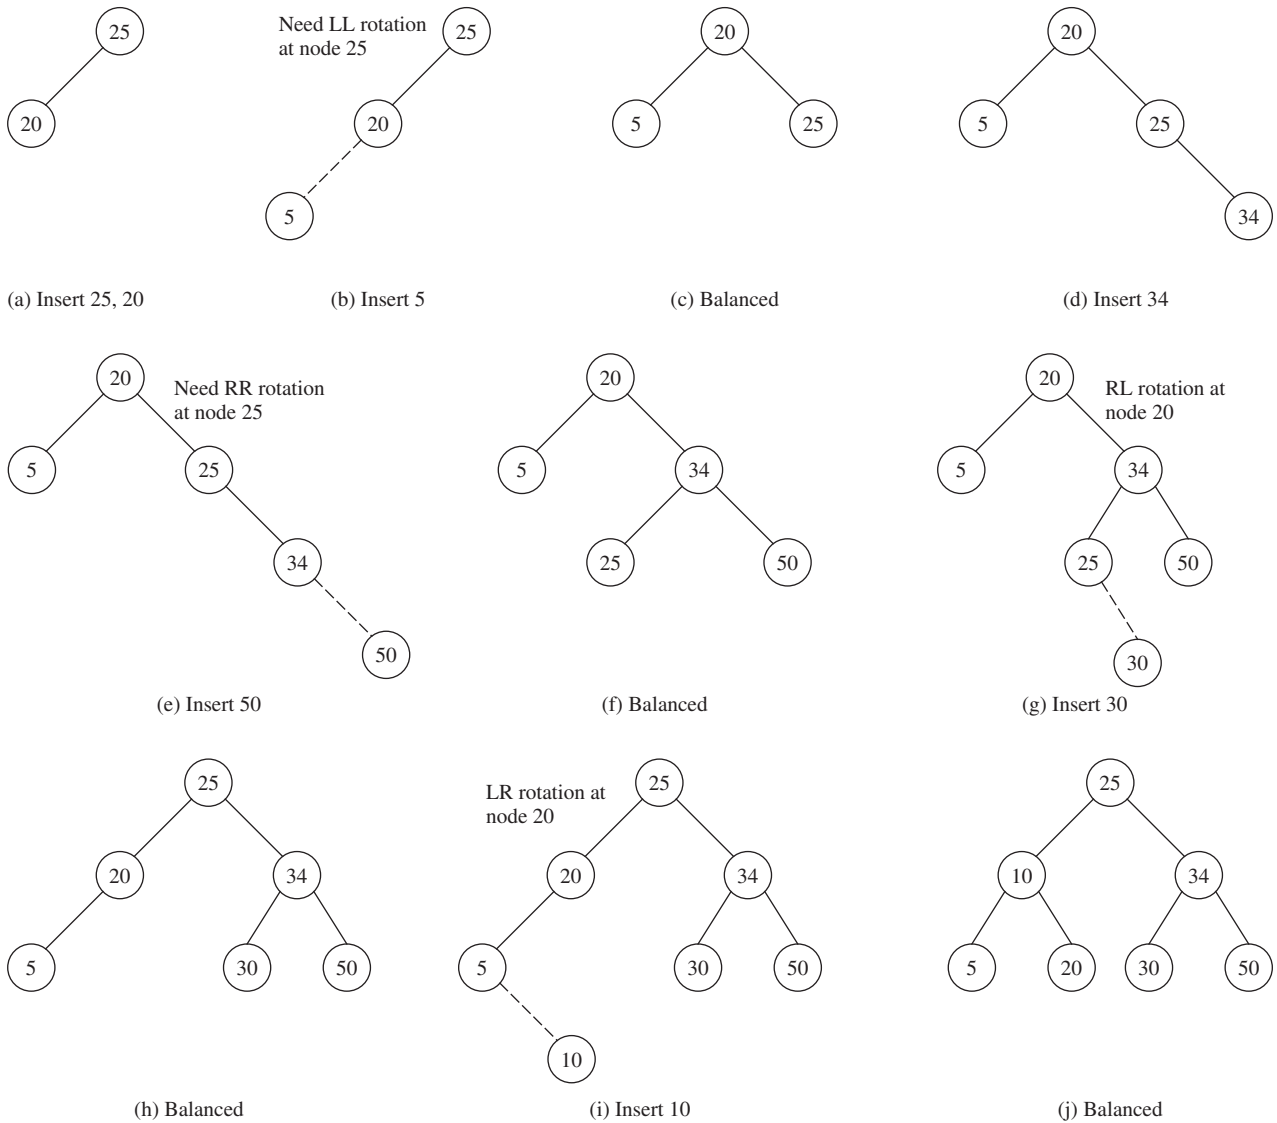 25
20
(a) Insert 25, 20
Need LL rotation
at node 25
25
20
5
(b) Insert 5
20
5
25
(c) Balanced
20
5
25
34
(d) Insert 34
20
Need RR rotation
at node 25
5
25
34
50
(e) Insert 50
20
5
34
25
50
(f) Balanced
20
RL rotation at
node 20
5
34
25
50
30
(g) Insert 30
25
20
34
5
30
50
(h) Balanced
LR rotation at
node 20
25
20
34
5
30
50
10
(i) Insert 10
25
10
34
5
20
30
50
(j) Balanced